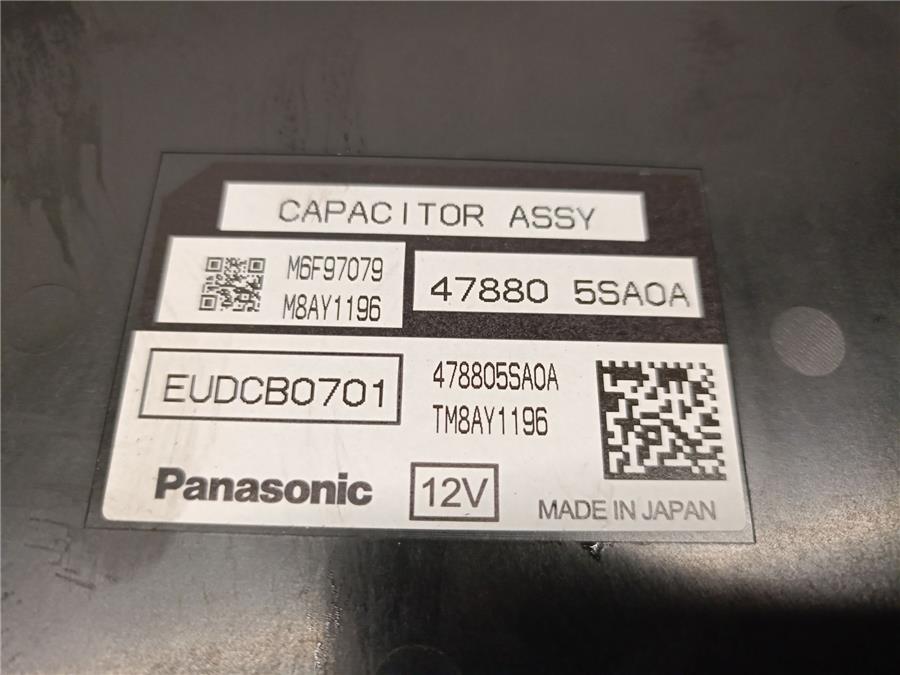 CAPACITOR ASSY
M6F97079
M8AY1196
47880 5SA0A
EUDCB0701
478805SA0A
TM8AY1196
Panasonic
12V
MADE IN JAPAN